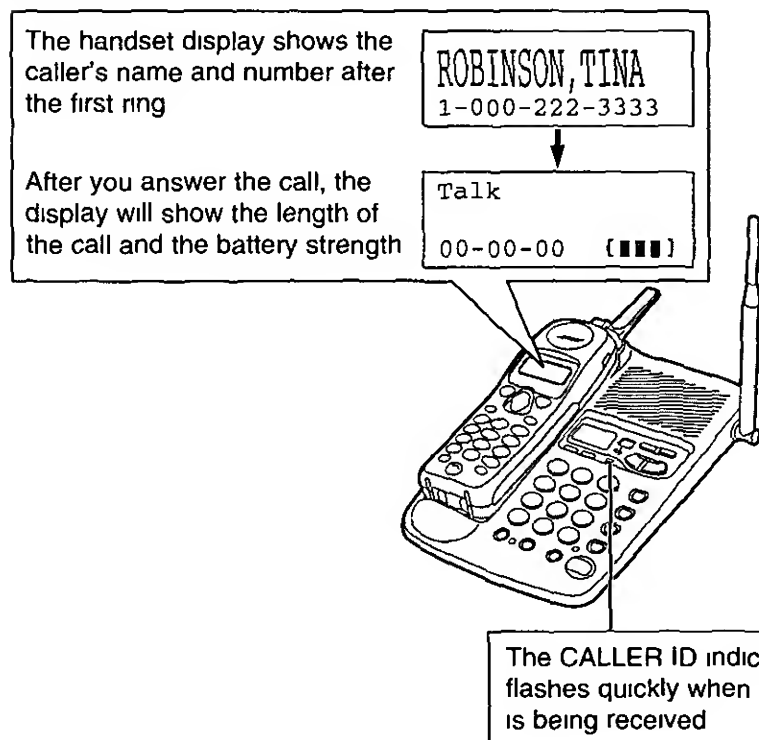 The handset display shows the
caller's name and number after
the first ring
ROBINSON,TINA
1-000-222-3333
After you answer the call, the
display will show the length of
the call and the battery strength
Talk
00-00-00 [▮▮▮]
The CALLER ID indic
flashes quickly when
is being received